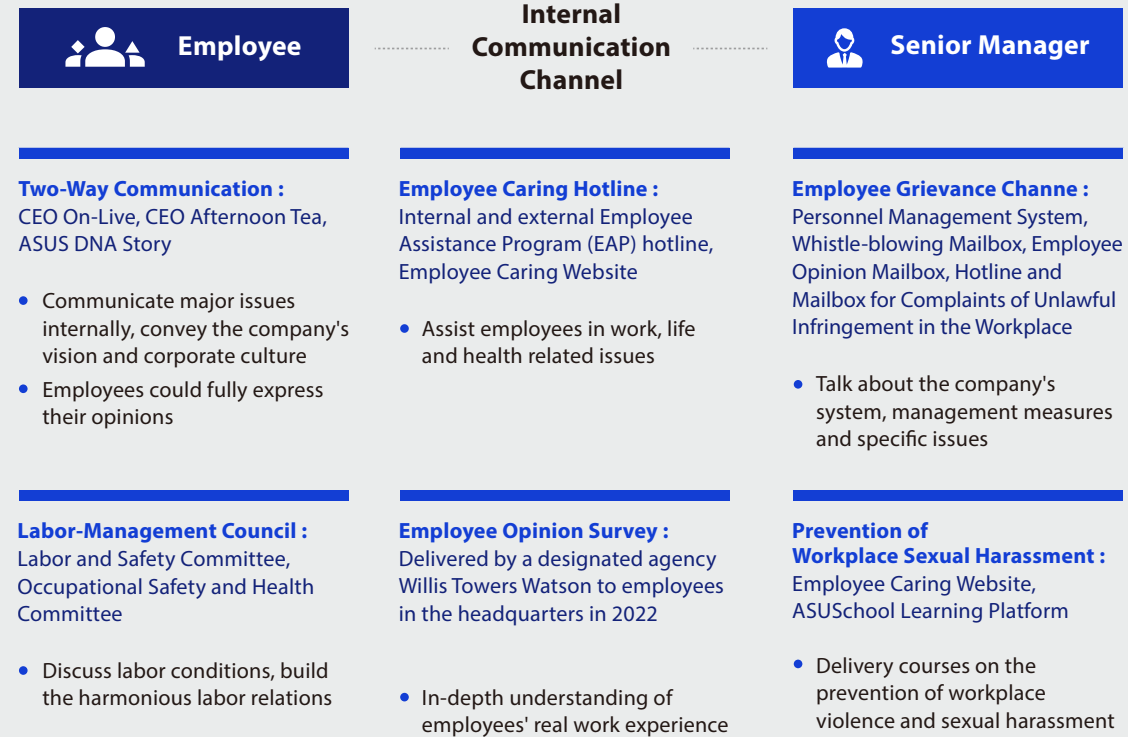 Employee
Internal
Communication
Channel
Senior Manager
Two-Way Communication :
CEO On-Live, CEO Afternoon Tea,
ASUS DNA Story
• Communicate major issues
internally, convey the company's
vision and corporate culture
• Employees could fully express
their opinions
Employee Caring Hotline :
Internal and external Employee
Assistance Program (EAP) hotline,
Employee Caring Website
• Assist employees in work, life
and health related issues
Employee Grievance Channe :
Personnel Management System,
Whistle-blowing Mailbox, Employee
Opinion Mailbox, Hotline and
Mailbox for Complaints of Unlawful
Infringement in the Workplace
• Talk about the company's
system, management measures
and specific issues
Labor-Management Council :
Labor and Safety Committee,
Occupational Safety and Health
Committee
• Discuss labor conditions, build
the harmonious labor relations
Employee Opinion Survey :
Delivered by a designated agency
Willis Towers Watson to employees
in the headquarters in 2022
• In-depth understanding of
employees' real work experience
Prevention of
Workplace Sexual Harassment :
Employee Caring Website,
ASUSchool Learning Platform
• Delivery courses on the
prevention of workplace
violence and sexual harassment